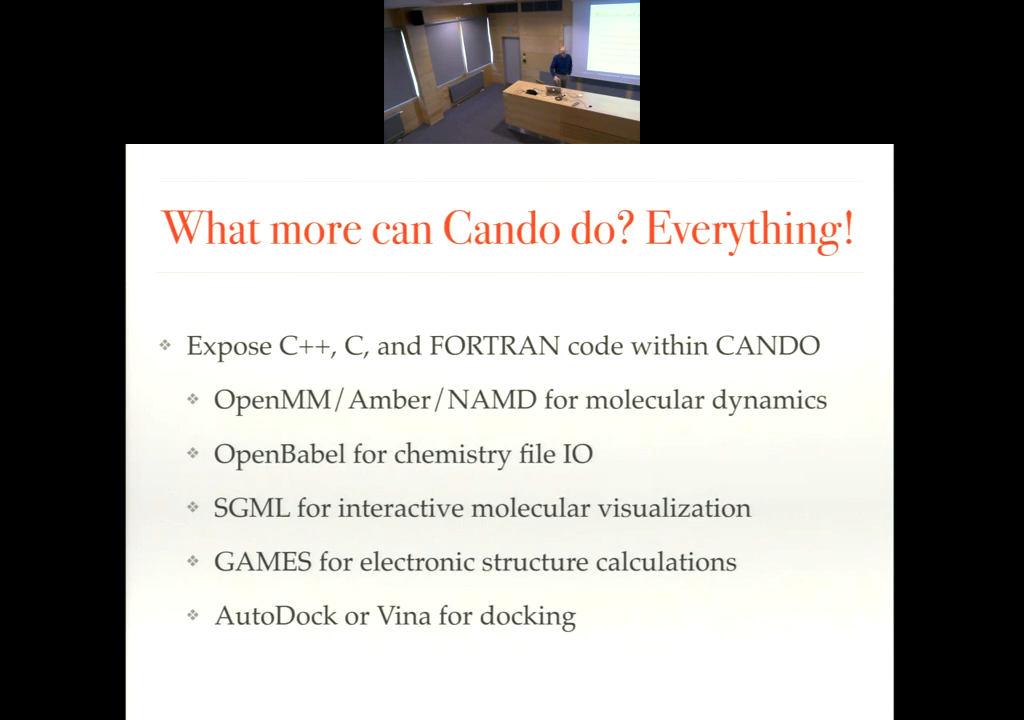 What more can Cando do? Everything!
Expose C++, C, and FORTRAN code within CANDO
OpenMM/Amber/NAMD for molecular dynamics
OpenBabel for chemistry file IO
SGML for interactive molecular visualization
GAMES for electronic structure calculations
AutoDock or Vina for docking